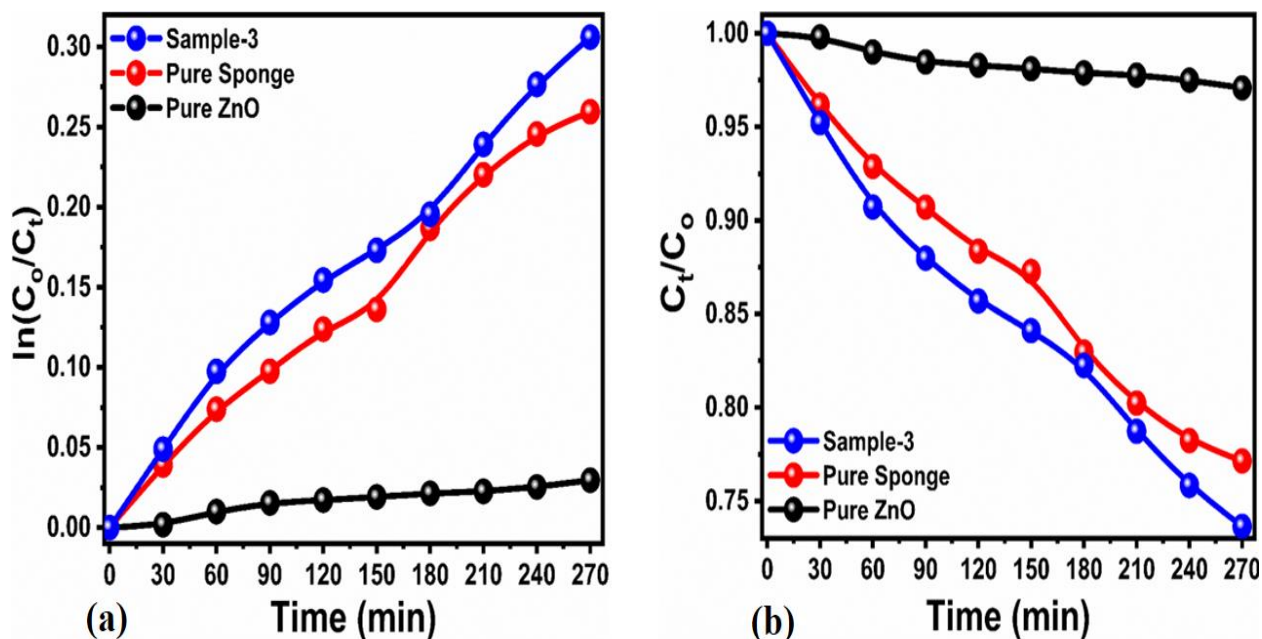 Sample-3
Pure Sponge
Pure ZnO
ln(Co/Ct)
0.30
0.25
0.20
0.15
0.10
0.05
0.00
0 30 60 90 120 150 180 210 240 270
Time (min)
(a)
Ct/Co
1.00
0.95
0.90
0.85
0.80
0.75
Sample-3
Pure Sponge
Pure ZnO
0 30 60 90 120 150 180 210 240 270
Time (min)
(b)